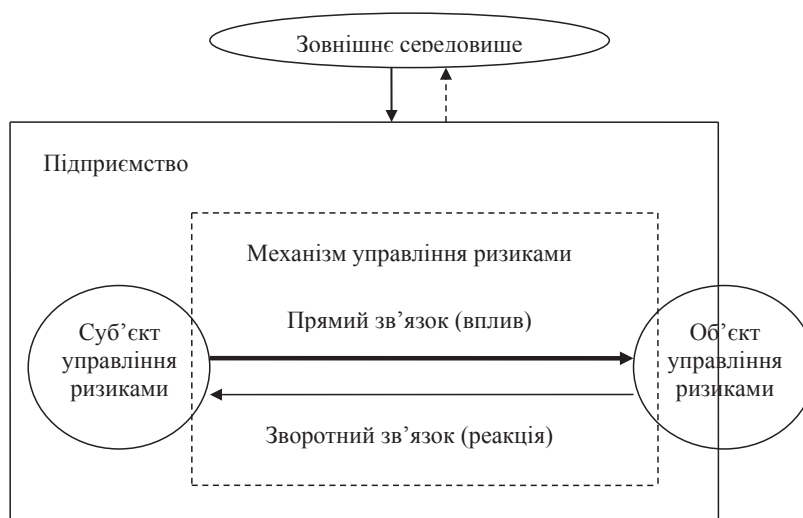 Зовнішнє середовише
Підприємство
Механізм управління ризиками
Прямий зв’язок (вплив)
Суб’єкт
управління
ризиками
Об’єкт
управління
ризиками
Зворотний зв’язок (реакція)